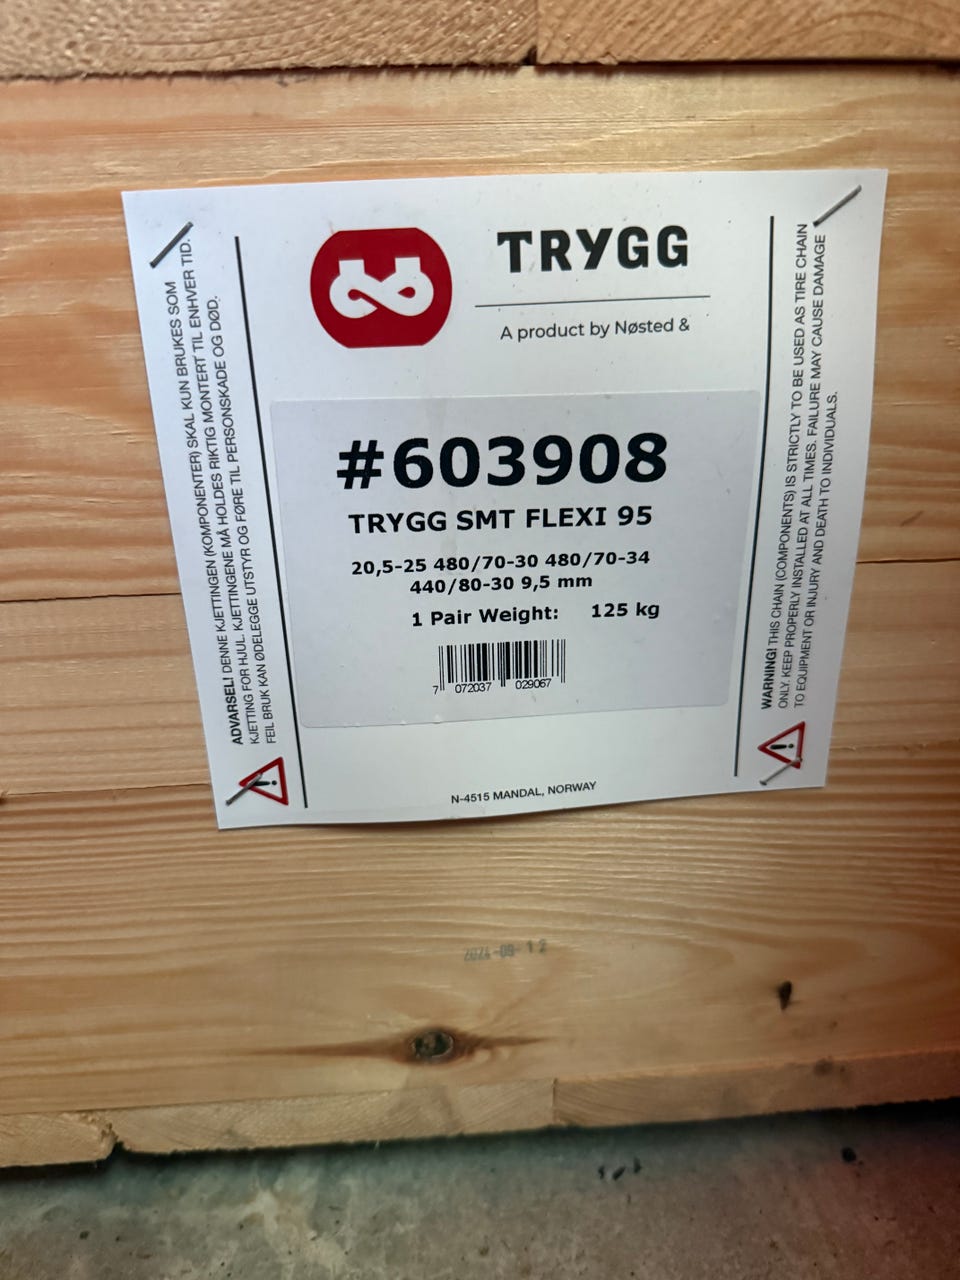 ADVARSEL! DENNE KJETTINGEN (KOMPONENTER) SKAL KUN BRUKES SOM
KJETTING FOR HJUL. KJETTINGENE MÅ HOLDES RIKTIG MONTERT TIL ENHVER TID.
FEIL BRUK KAN ØDELEGGE UTSTYR OG FØRE TIL PERSONSKADE OG DØD.
TRYGG
A product by Nøsted &
#603908
TRYGG SMT FLEXI 95
20,5-25 480/70-30 480/70-34
440/80-30 9,5 mm
1 Pair Weight: 125 kg
7 072037 029067
N-4515 MANDAL, NORWAY
WARNING! THIS CHAIN (COMPONENTS) IS STRICTLY TO BE USED AS TIRE CHAIN
ONLY. KEEP PROPERLY INSTALLED AT ALL TIMES. FAILURE MAY CAUSE DAMAGE
TO EQUIPMENT OR INJURY AND DEATH TO INDIVIDUALS.